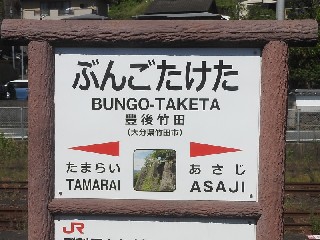 ぶんごたけた
BUNGO-TAKETA
豊後竹田
(大分県竹田市)
たまらい あさじ
TAMARAI ASAJI
JR